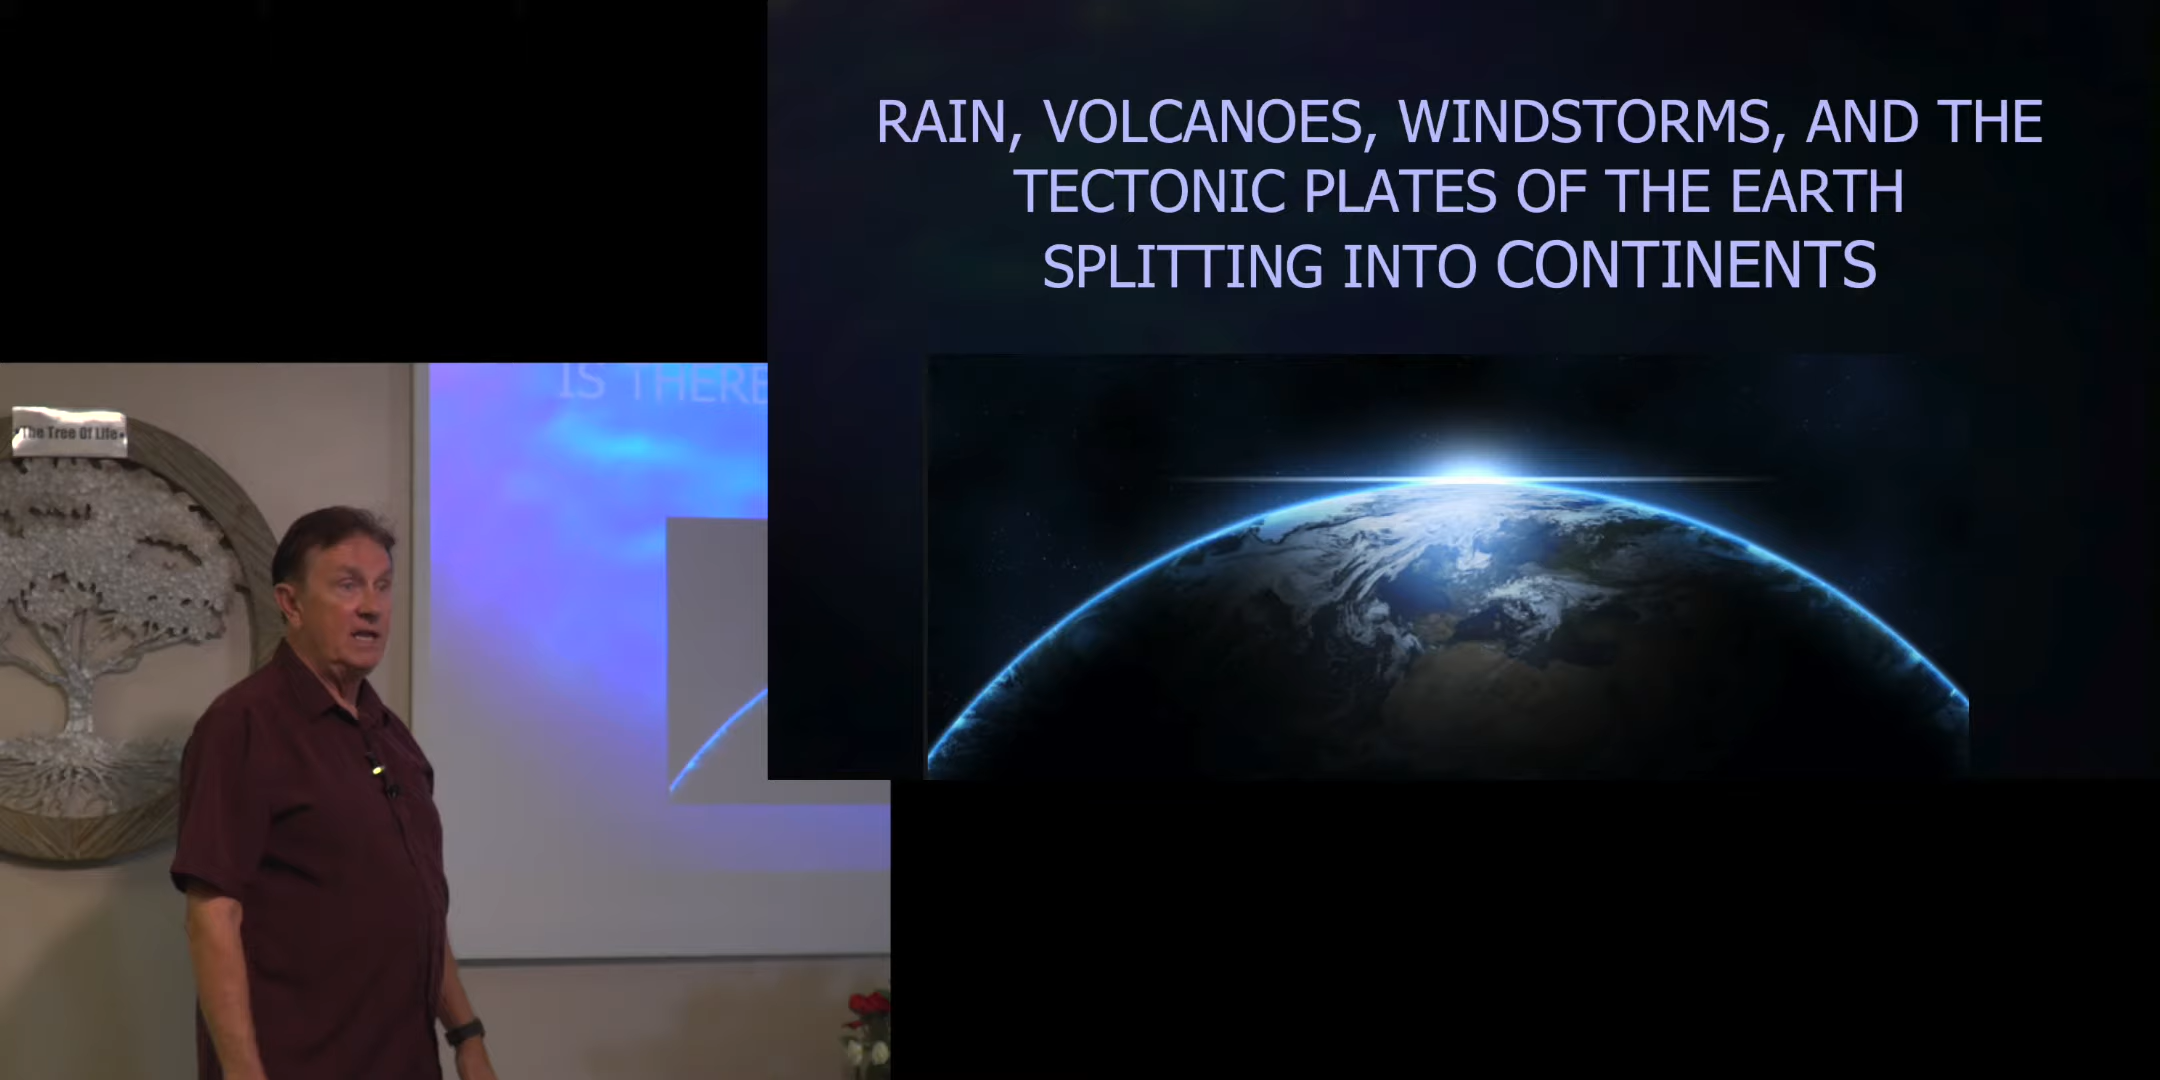 RAIN, VOLCANOES, WINDSTORMS, AND THE
TECTONIC PLATES OF THE EARTH
SPLITTING INTO CONTINENTS
IS THERE
The Tree Of Life